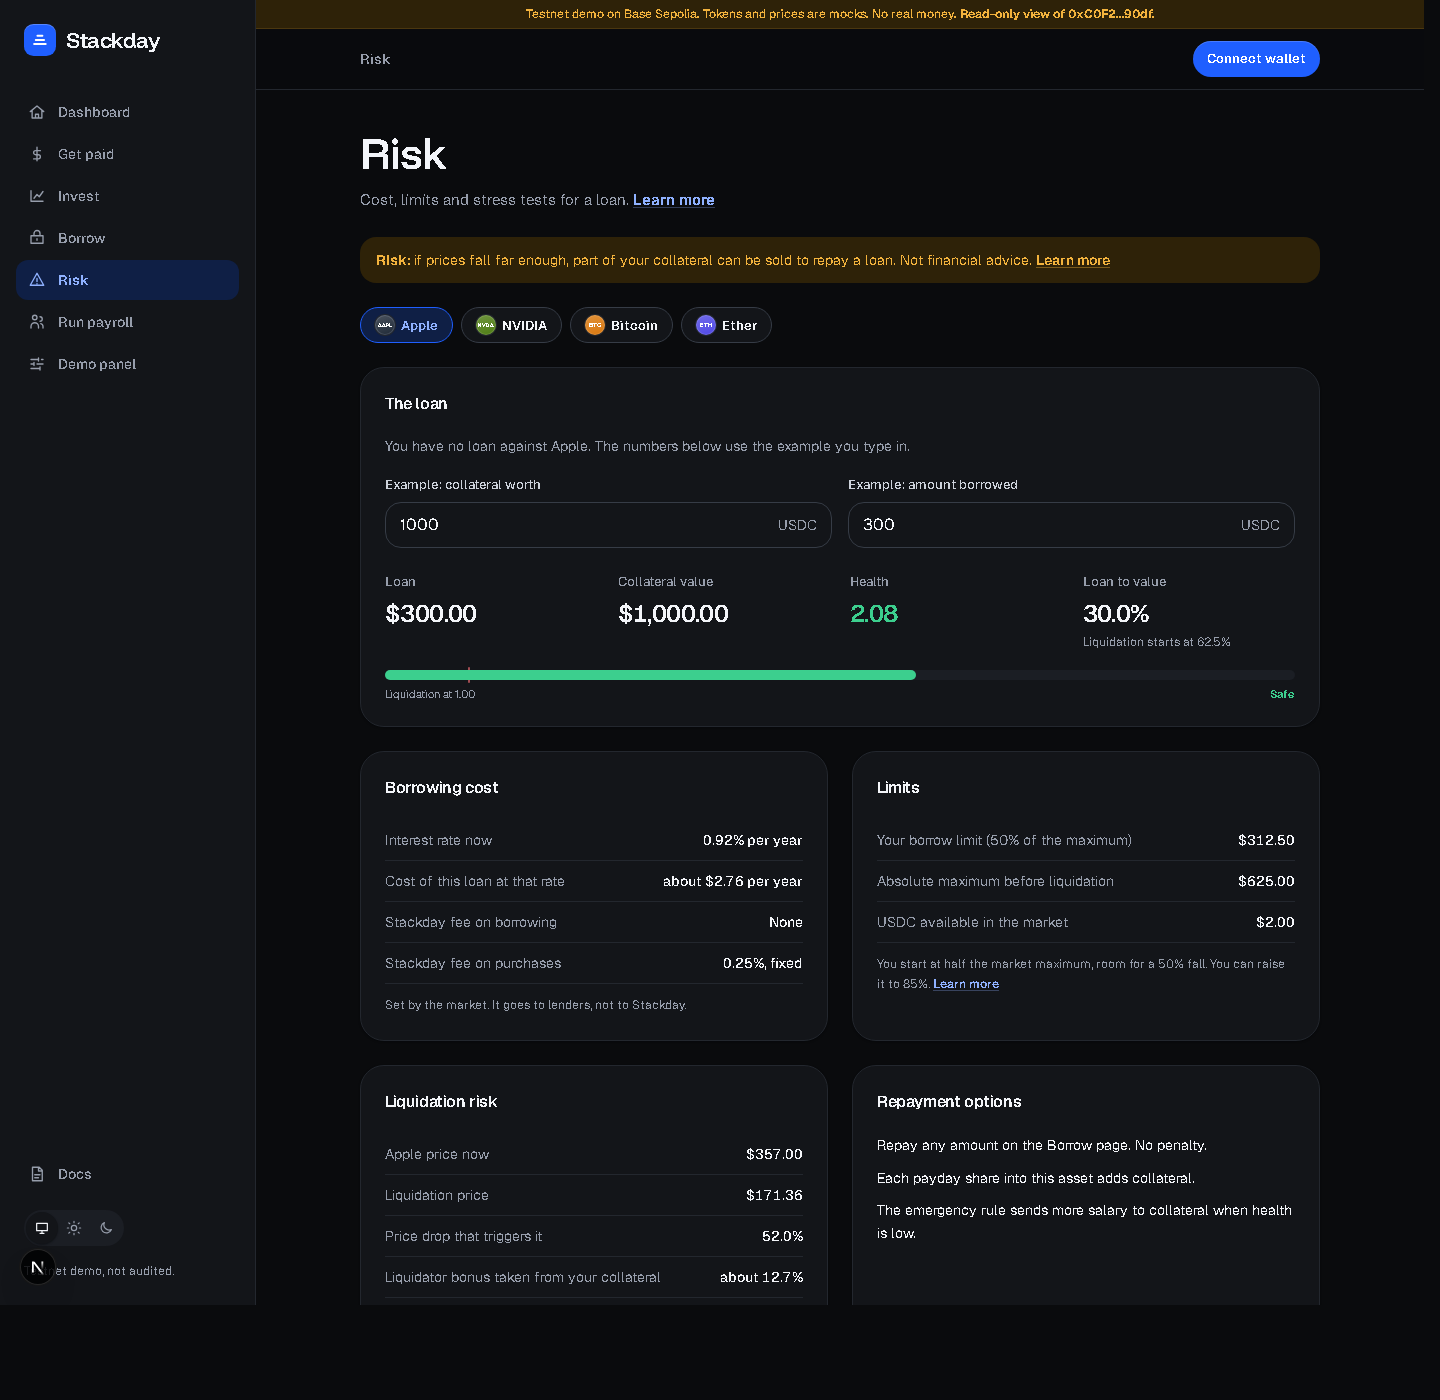 Testnet demo on Base Sepolia. Tokens and prices are mocks. No real money. Read-only view of 0xC0F2…90df.
Stackday
Dashboard
Get paid
Invest
Borrow
Risk
Run payroll
Demo panel
Docs
N
net demo, not audited.
Risk
Connect wallet
Risk
Cost, limits and stress tests for a loan. Learn more
Risk: if prices fall far enough, part of your collateral can be sold to repay a loan. Not financial advice. Learn more
AAPL Apple
NVDA NVIDIA
BTC Bitcoin
ETH Ether
The loan
You have no loan against Apple. The numbers below use the example you type in.
Example: collateral worth
1000 USDC
Example: amount borrowed
300 USDC
Loan
$300.00
Collateral value
$1,000.00
Health
2.08
Loan to value
30.0%
Liquidation starts at 62.5%
Liquidation at 1.00
Safe
Borrowing cost
Interest rate now 0.92% per year
Cost of this loan at that rate about $2.76 per year
Stackday fee on borrowing None
Stackday fee on purchases 0.25%, fixed
Set by the market. It goes to lenders, not to Stackday.
Limits
Your borrow limit (50% of the maximum) $312.50
Absolute maximum before liquidation $625.00
USDC available in the market $2.00
You start at half the market maximum, room for a 50% fall. You can raise
it to 85%. Learn more
Liquidation risk
Apple price now $357.00
Liquidation price $171.36
Price drop that triggers it 52.0%
Liquidator bonus taken from your collateral about 12.7%
Repayment options
Repay any amount on the Borrow page. No penalty.
Each payday share into this asset adds collateral.
The emergency rule sends more salary to collateral when health
is low.